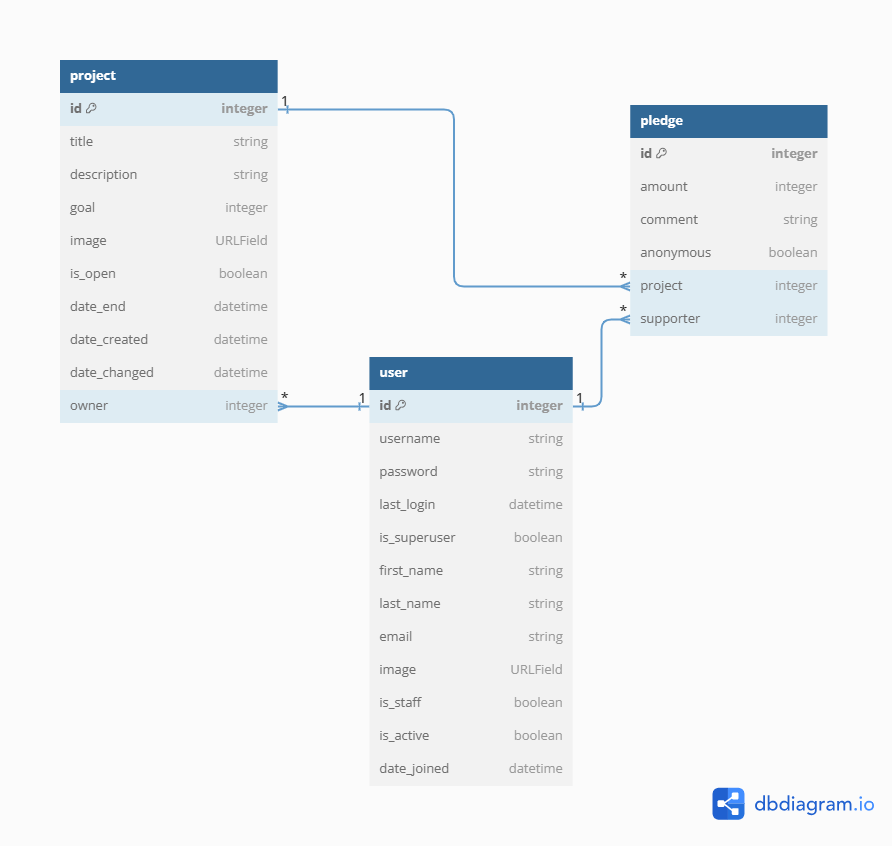 project
id integer
title string
description string
goal integer
image URLField
is_open boolean
date_end datetime
date_created datetime
date_changed datetime
owner integer
1
*
pledge
id integer
amount integer
comment string
anonymous boolean
project integer
supporter integer
*
*
user
id integer
username string
password string
last_login datetime
is_superuser boolean
first_name string
last_name string
email string
image URLField
is_staff boolean
is_active boolean
date_joined datetime
1
1
dbdiagram.io